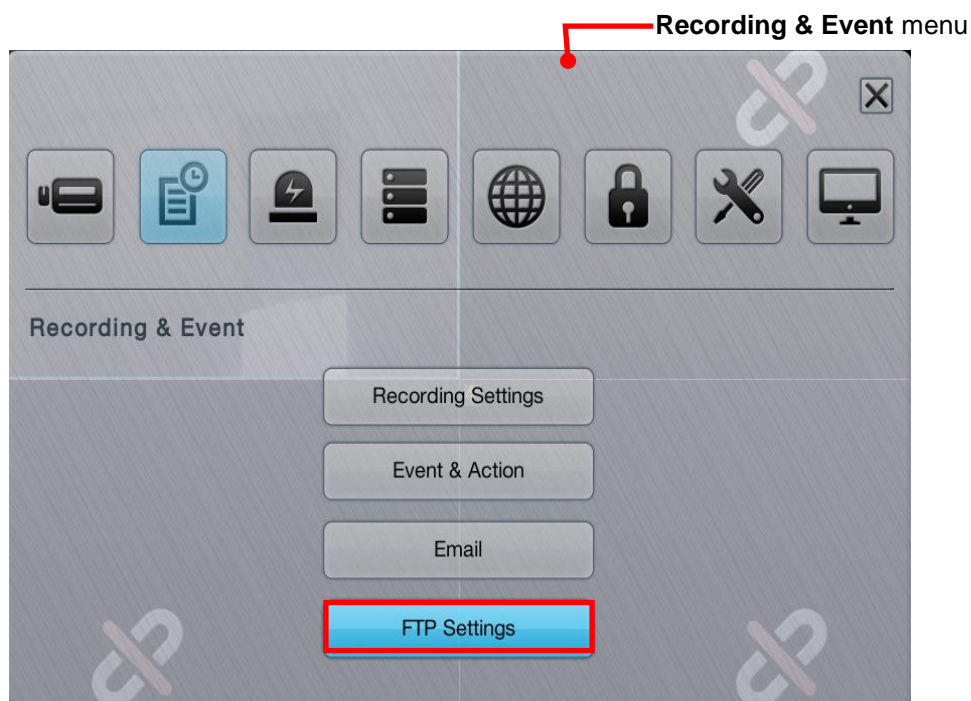 Recording & Event menu
Recording & Event
Recording Settings
Event & Action
Email
FTP Settings